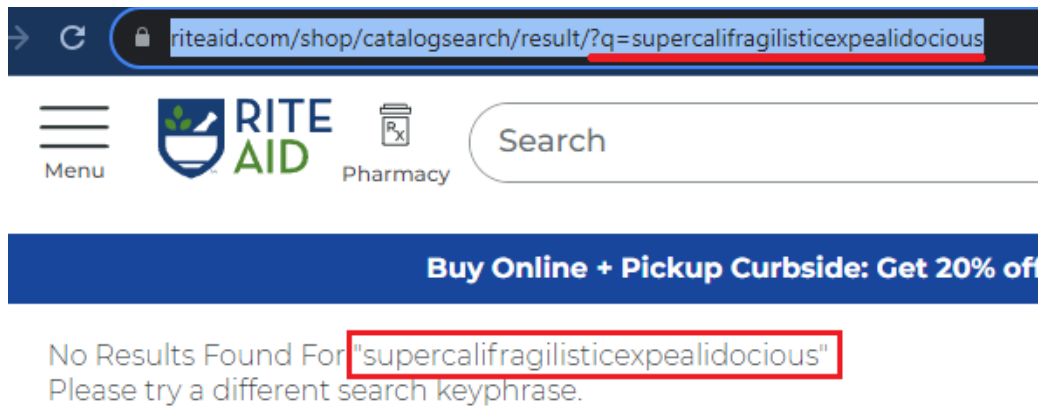 riteaid.com/shop/catalogsearch/result/?q=supercalifragilisticexpealidocious
RITE AID
Rx
Menu
Pharmacy
Search
Buy Online + Pickup Curbside: Get 20% off
No Results Found For "supercalifragilisticexpealidocious"
Please try a different search keyphrase.